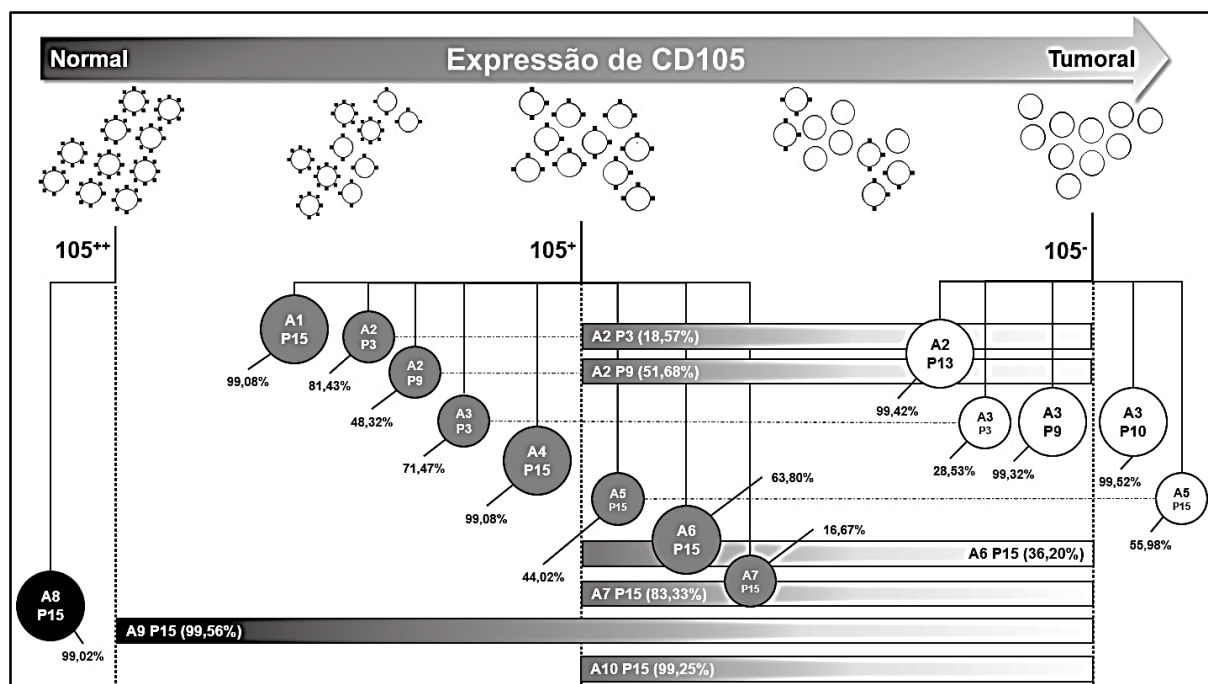 Normal
Expressão de CD105
Tumoral
105++
105+
105-
A1
P15
99,08%
A2
P3
81,43%
A2
P9
48,32%
A3
P3
71,47%
A4
P15
99,08%
A5
P15
44,02%
A6
P15
63,80%
A7
P15
16,67%
A2 P3 (18,57%)
A2 P9 (51,68%)
A2
P13
99,42%
A3
P3
28,53%
A3
P9
99,32%
A3
P10
99,52%
A5
P15
55,98%
A6 P15 (36,20%)
A7 P15 (83,33%)
A8
P15
99,02%
A9 P15 (99,56%)
A10 P15 (99,25%)